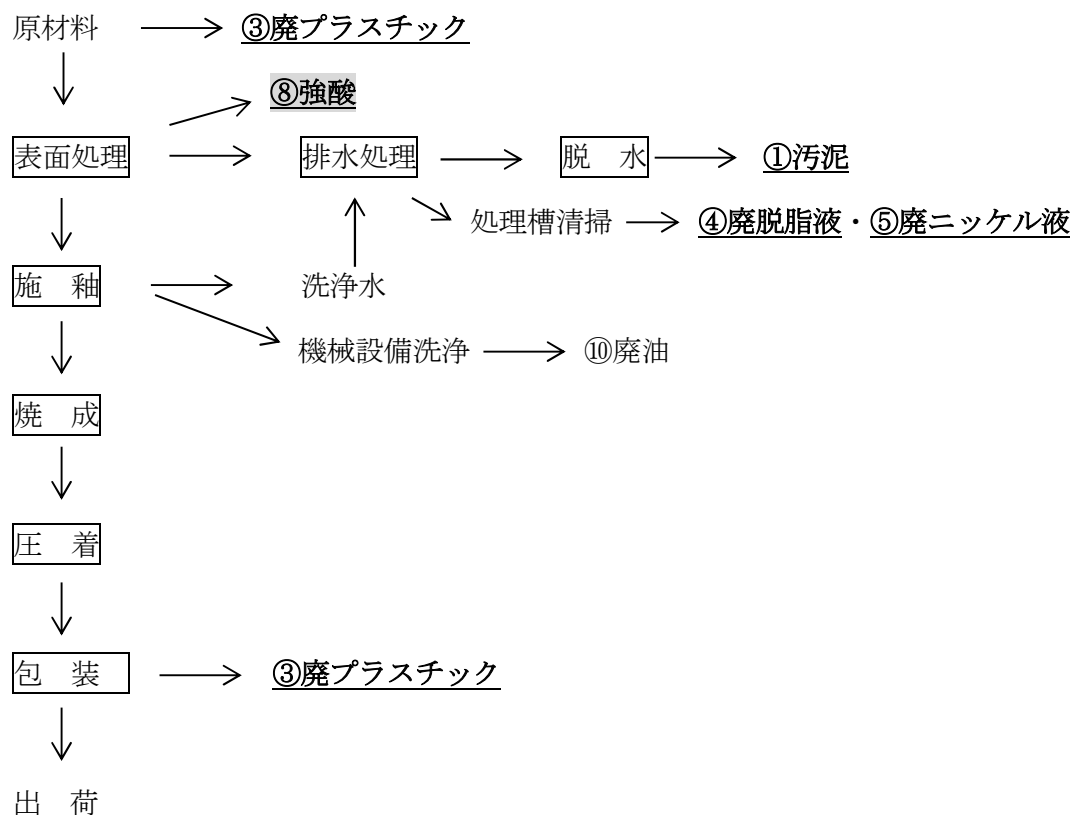 原材料 ③廃プラスチック
⑧強酸
表面処理 排水処理 脱 水 ①汚泥
処理槽清掃 ④廃脱脂液・⑤廃ニッケル液
施 釉 洗浄水
機械設備洗浄 ⑩廃油
焼 成
圧 着
包 装 ③廃プラスチック
出 荷